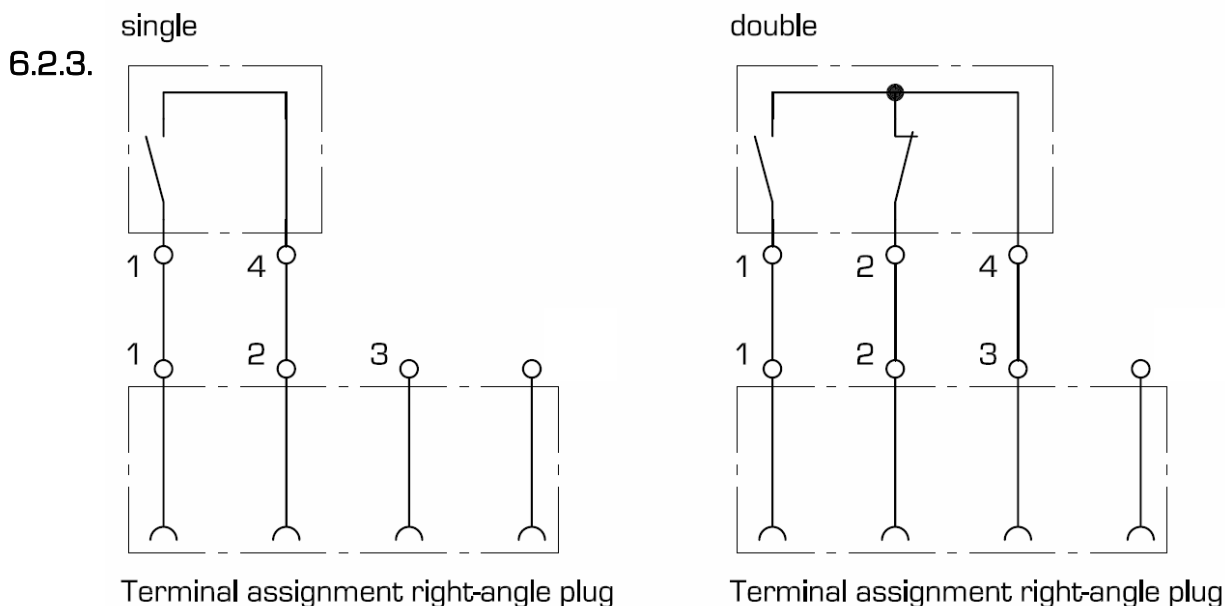 single
double
6.2.3.
1 4
1 2 4
1 2 3
1 2 3
Terminal assignment right-angle plug
Terminal assignment right-angle plug